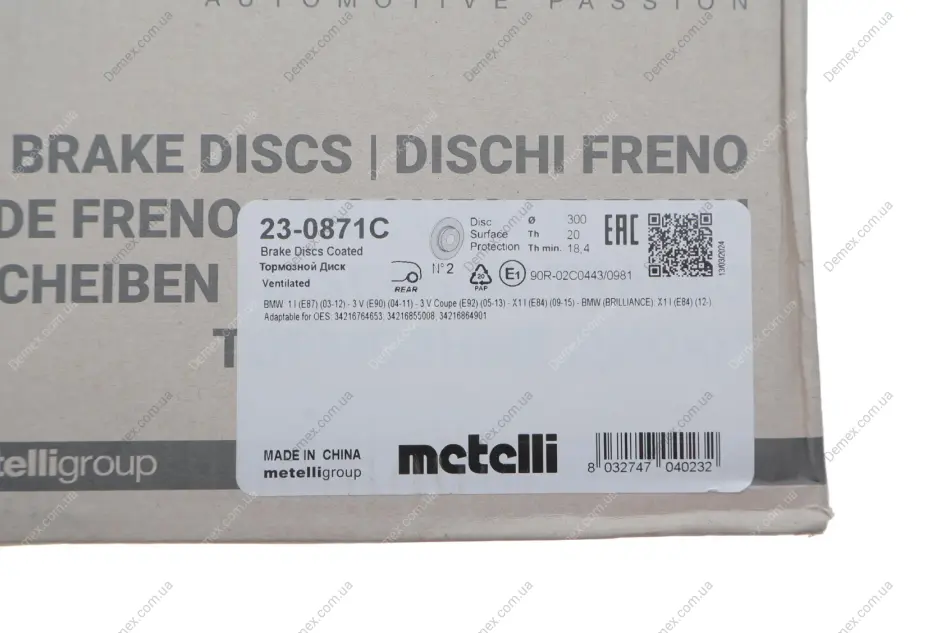 AUTOMOTIVE PASSION
BRAKE DISCS | DISCHI FRENO
DE FRENO
CHEIBEN
T
23-0871C
Brake Discs Coated
Тормозной Диск
Ventilated
REAR
N° 2
Disc Ø 300
Surface Th 20
Protection Th min. 18,4
EAC
20
PAP
E1 90R-02C0443/0981
13/03/2024
BMW: 1 I (E87) (03-12) - 3 V (E90) (04-11) - 3 V Coupe (E92) (05-13) - X1 I (E84) (09-15) - BMW (BRILLIANCE): X1 I (E84) (12-)
Adaptable for OES: 34216764653, 34216855008, 34216864901
MADE IN CHINA
metelligroup
metelli
8 032747 040232
telligroup
Demex.com.ua